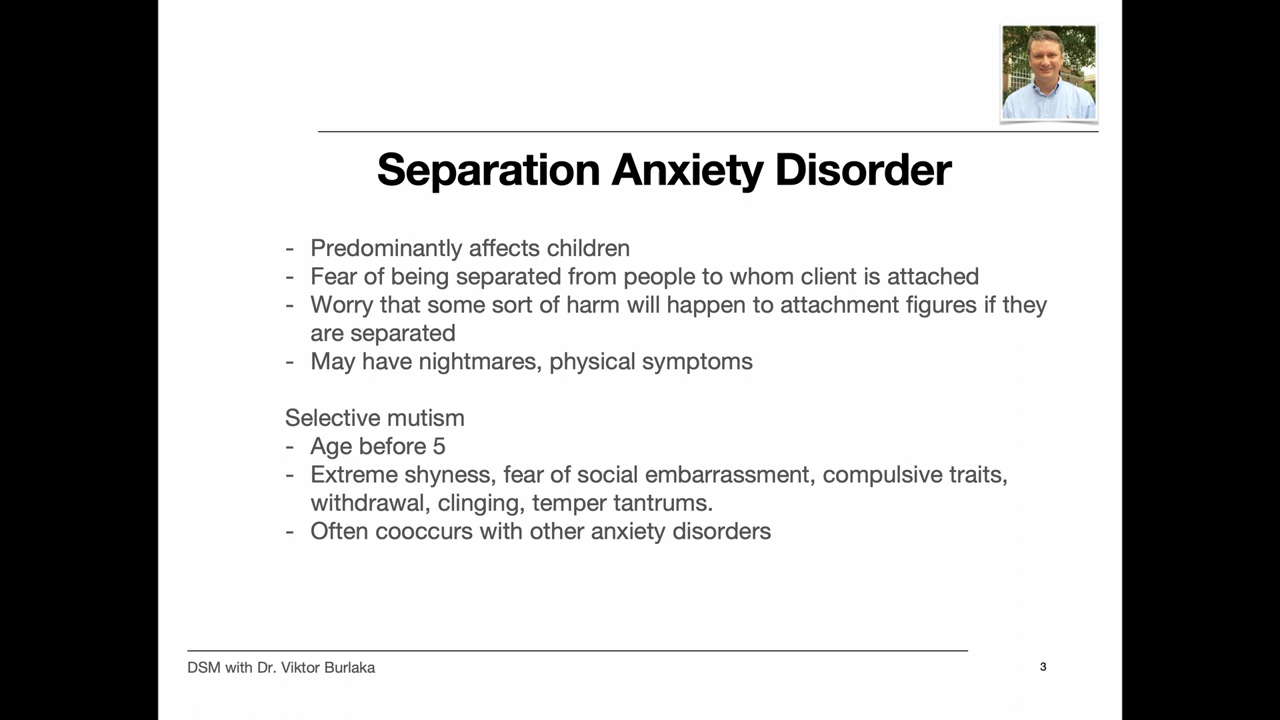 Separation Anxiety Disorder
- Predominantly affects children
- Fear of being separated from people to whom client is attached
- Worry that some sort of harm will happen to attachment figures if they
are separated
- May have nightmares, physical symptoms
Selective mutism
- Age before 5
- Extreme shyness, fear of social embarrassment, compulsive traits,
withdrawal, clinging, temper tantrums.
- Often cooccurs with other anxiety disorders
DSM with Dr. Viktor Burlaka
3